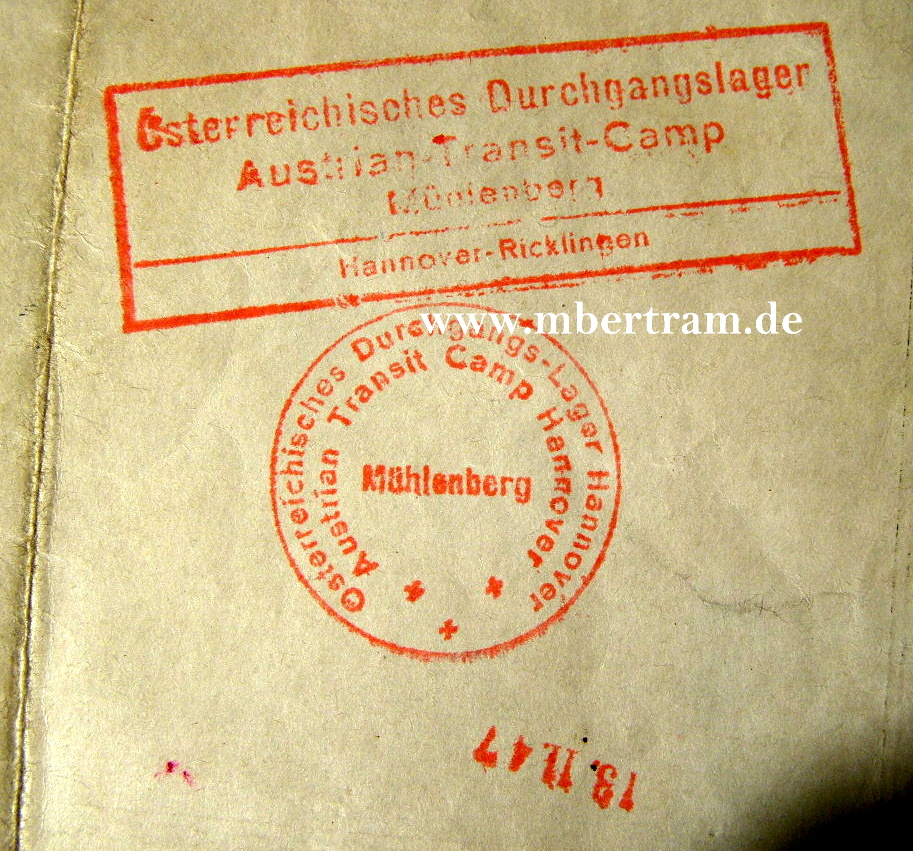 Österreichisches Durchgangslager
Austrian-Transit-Camp
Mühlenberg
Hannover-Ricklingen
www.mbertram.de
Österreichisches Durchgangs-Lager Hannover
Austrian Transit Camp Hannover
Mühlenberg
13.11.47